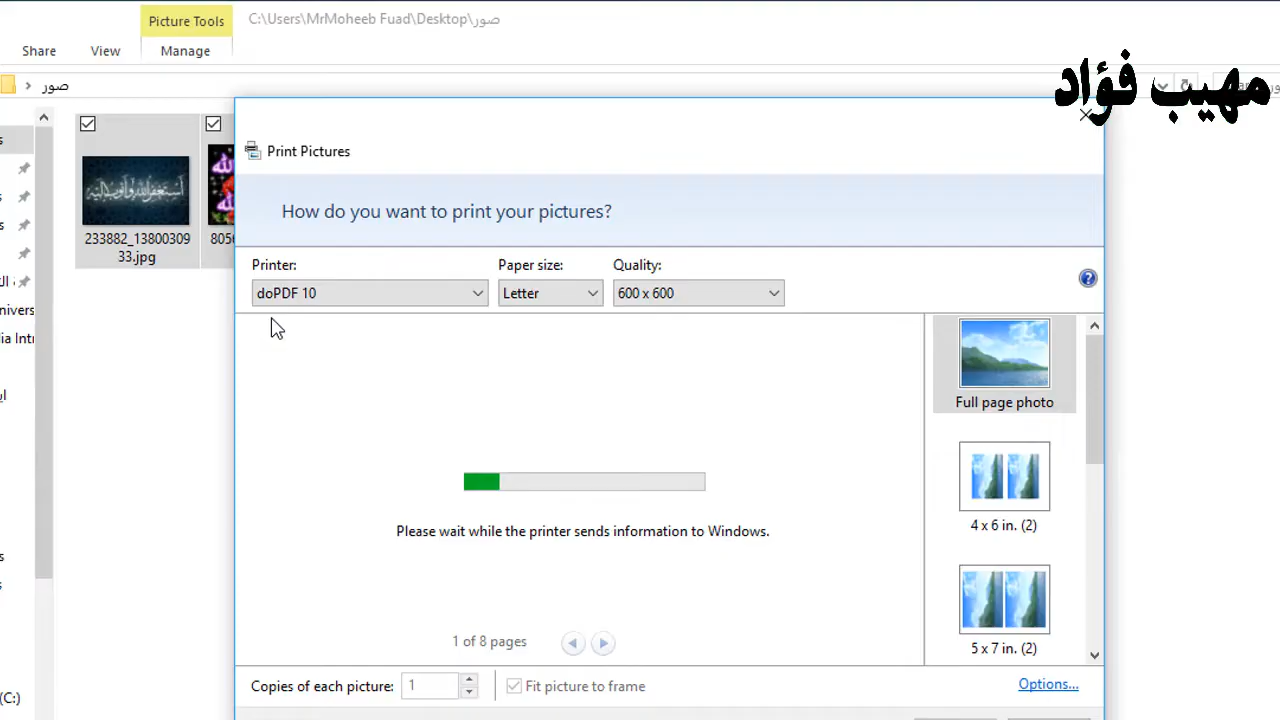 Picture Tools
C:\Users\MrMoheeb Fuad\Desktop\صور
Share
View
Manage
صور
مهيب فؤاد
Print Pictures
How do you want to print your pictures?
Printer:
Paper size:
Quality:
doPDF 10
Letter
600 x 600
233882_13800309
33.jpg
805
Full page photo
4 x 6 in. (2)
5 x 7 in. (2)
Please wait while the printer sends information to Windows.
1 of 8 pages
Copies of each picture:
1
Fit picture to frame
Options...
(C:)